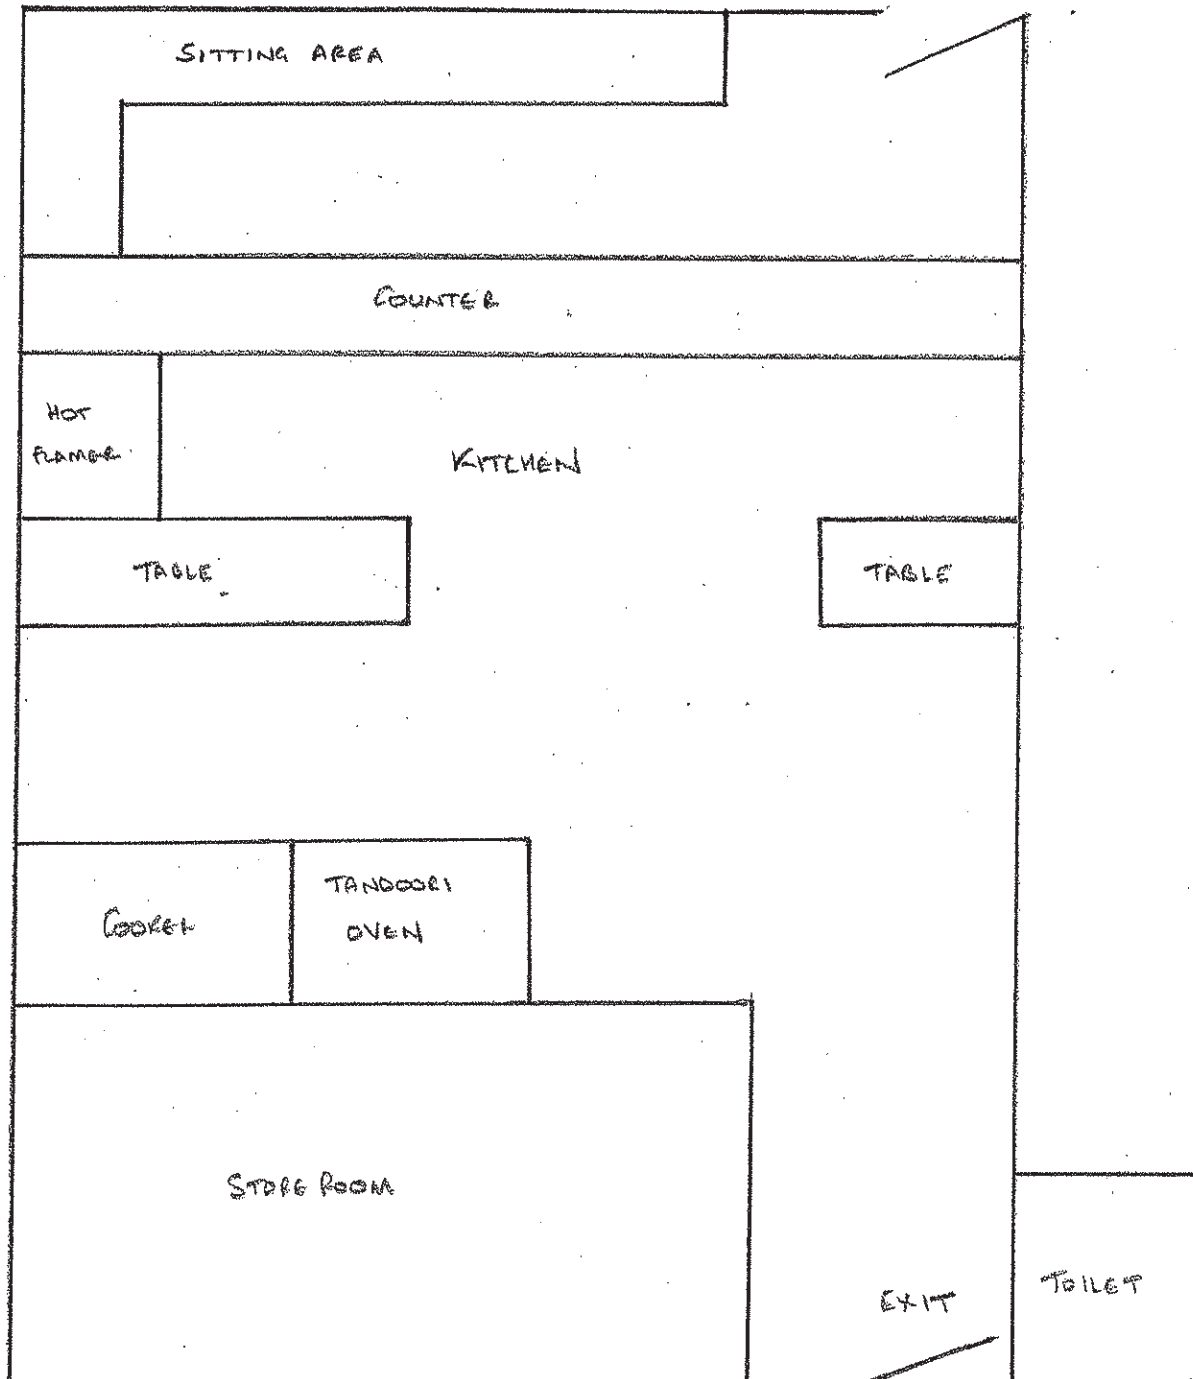 SITTING AREA
COUNTER
HOT
FLAMER
KITCHEN
TABLE
TABLE
COOKER
TANDOORI
OVEN
STORE ROOM
EXIT
TOILET